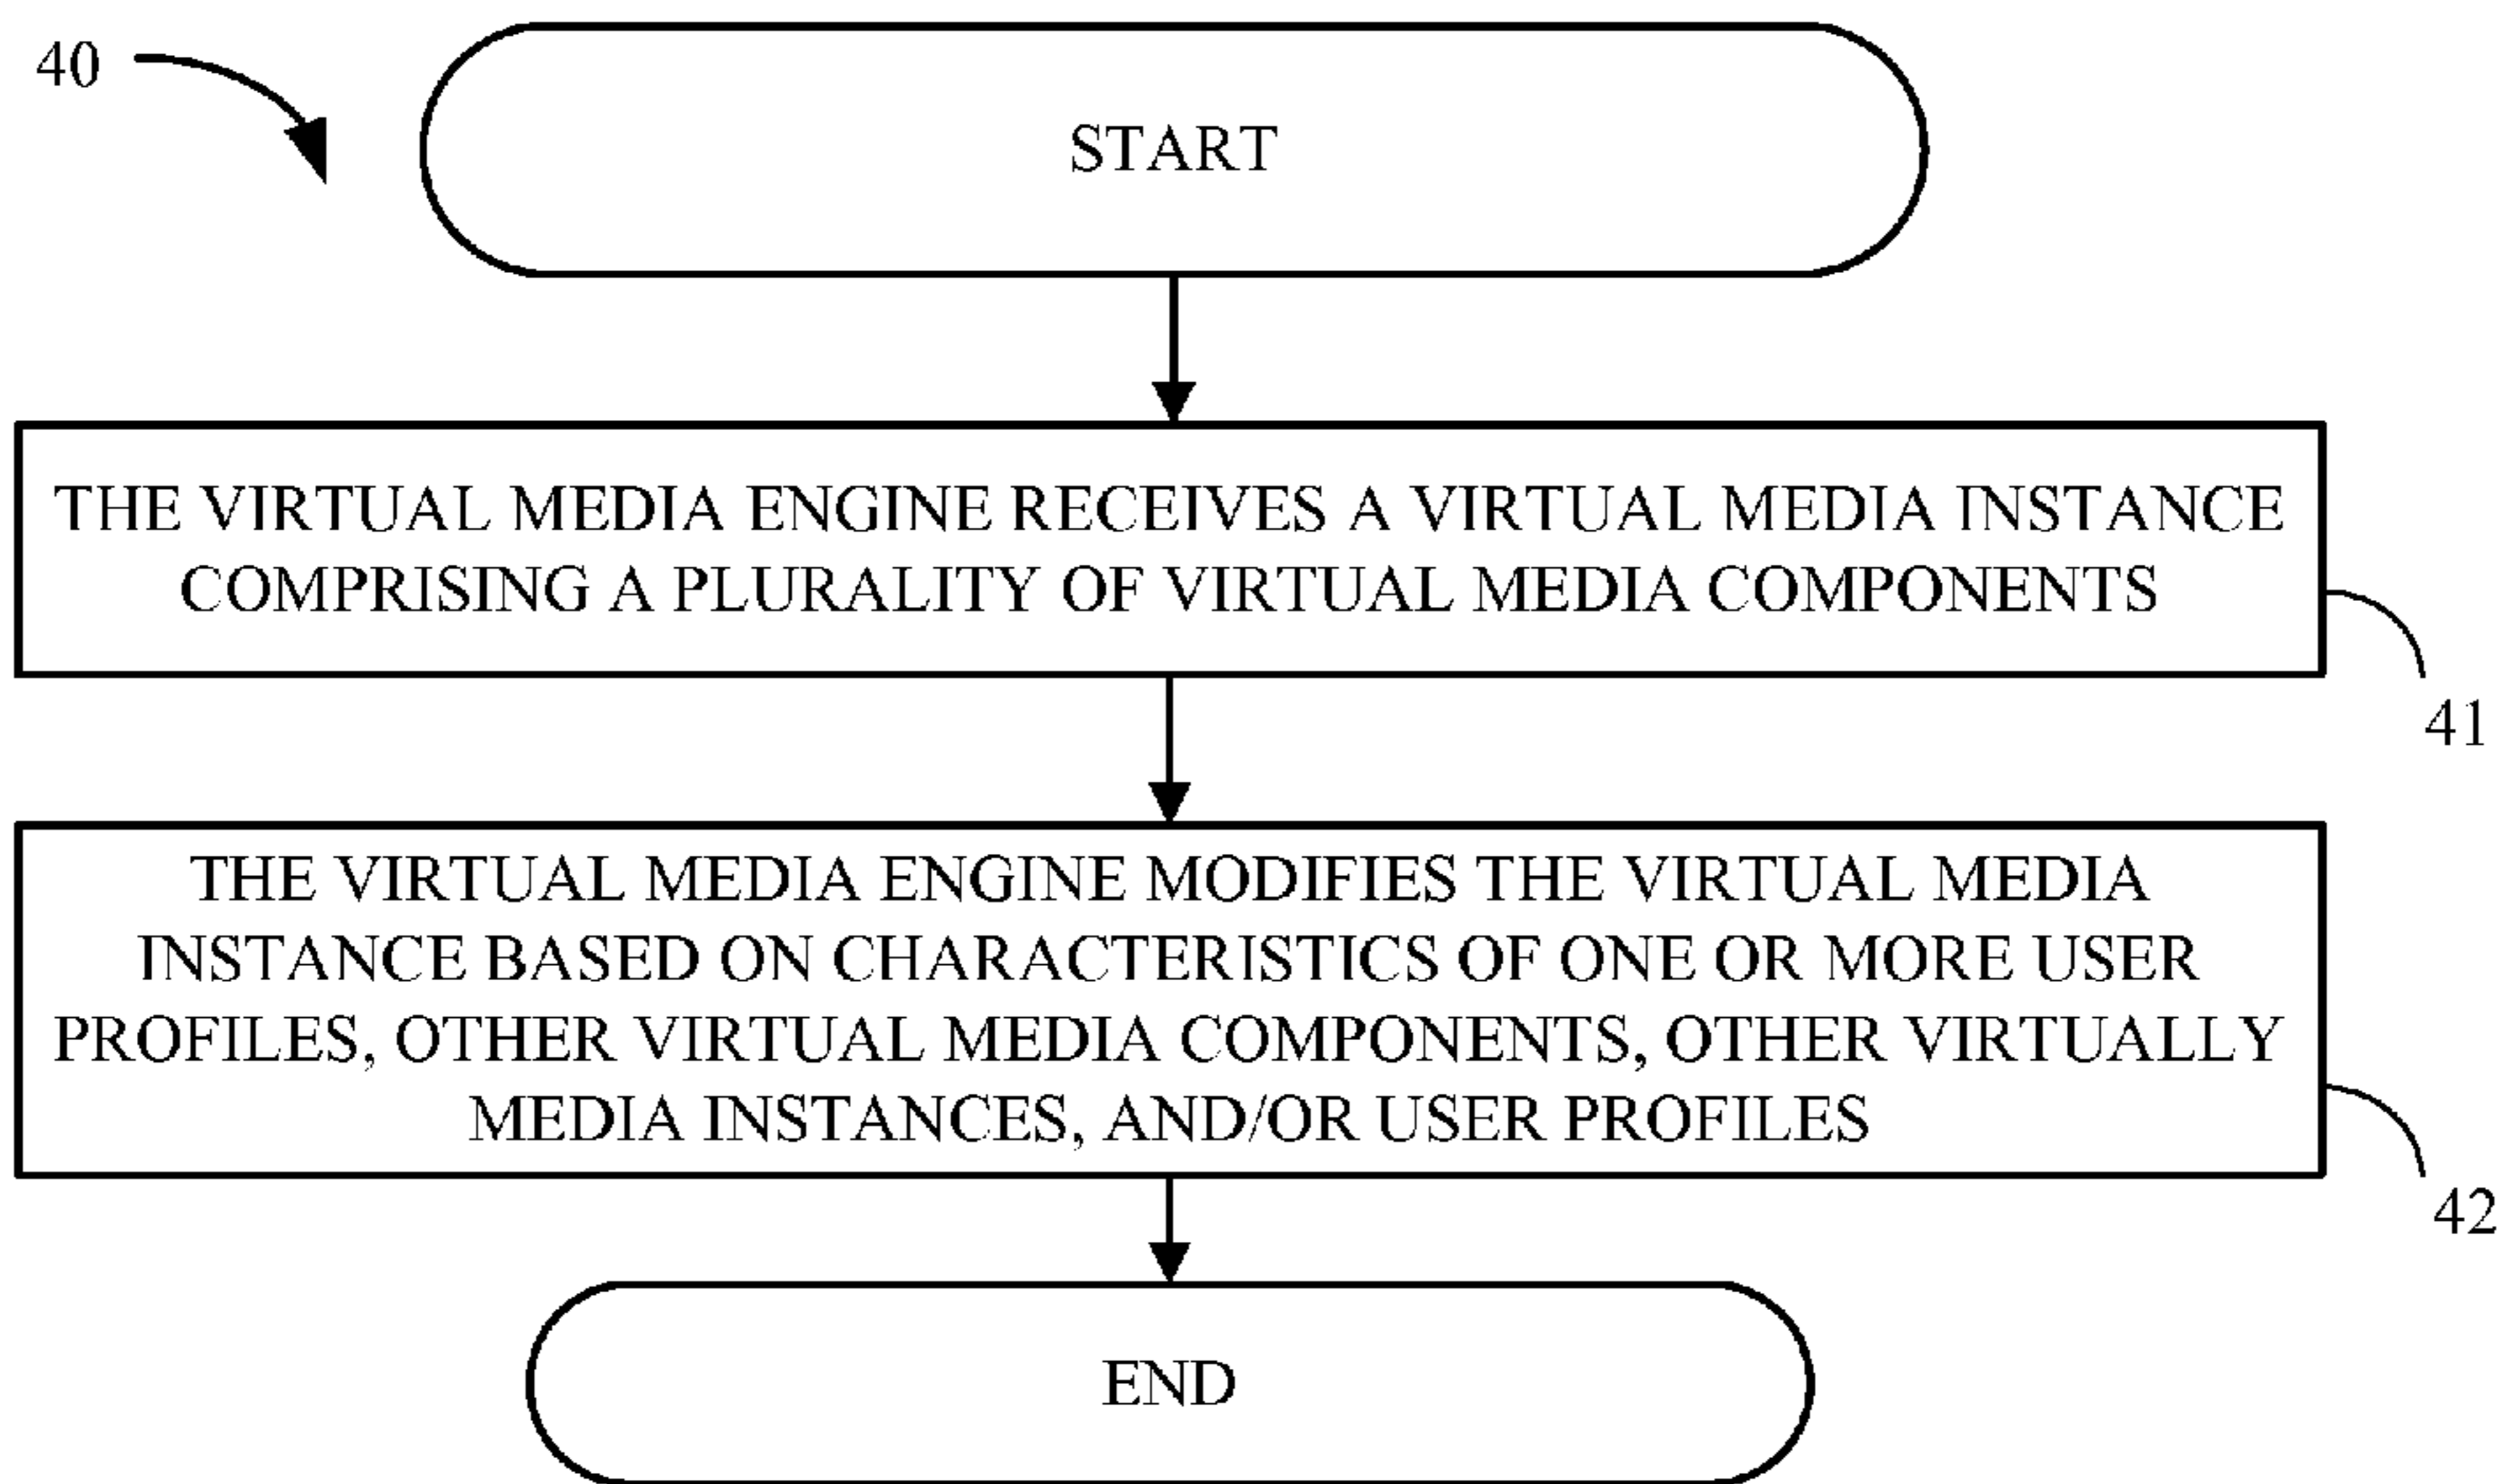 40
START
THE VIRTUAL MEDIA ENGINE RECEIVES A VIRTUAL MEDIA INSTANCE
COMPRISING A PLURALITY OF VIRTUAL MEDIA COMPONENTS
41
THE VIRTUAL MEDIA ENGINE MODIFIES THE VIRTUAL MEDIA
INSTANCE BASED ON CHARACTERISTICS OF ONE OR MORE USER
PROFILES, OTHER VIRTUAL MEDIA COMPONENTS, OTHER VIRTUALLY
MEDIA INSTANCES, AND/OR USER PROFILES
42
END